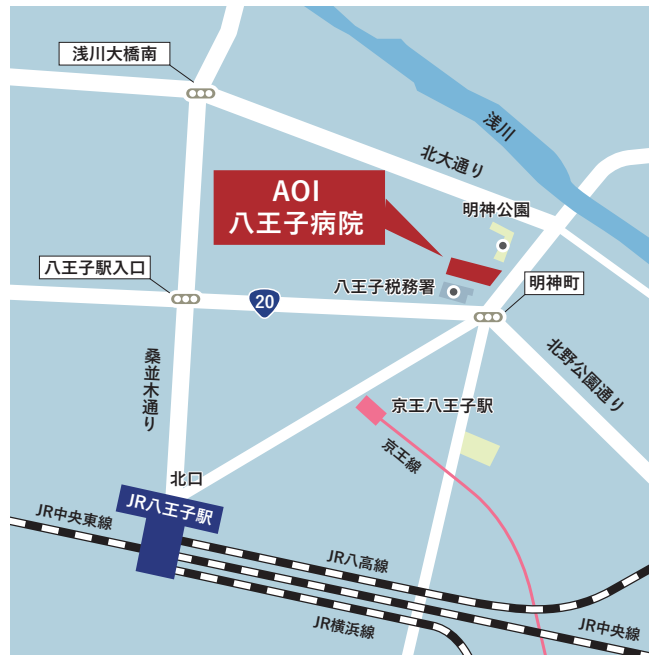 浅川大橋南
浅川
北大通り
AOI
八王子病院
明神公園
八王子駅入口
八王子税務署
明神町
20
桑並木通り
北野公園通り
京王八王子駅
京王線
北口
JR八王子駅
JR中央東線
JR八高線
JR横浜線
JR中央線